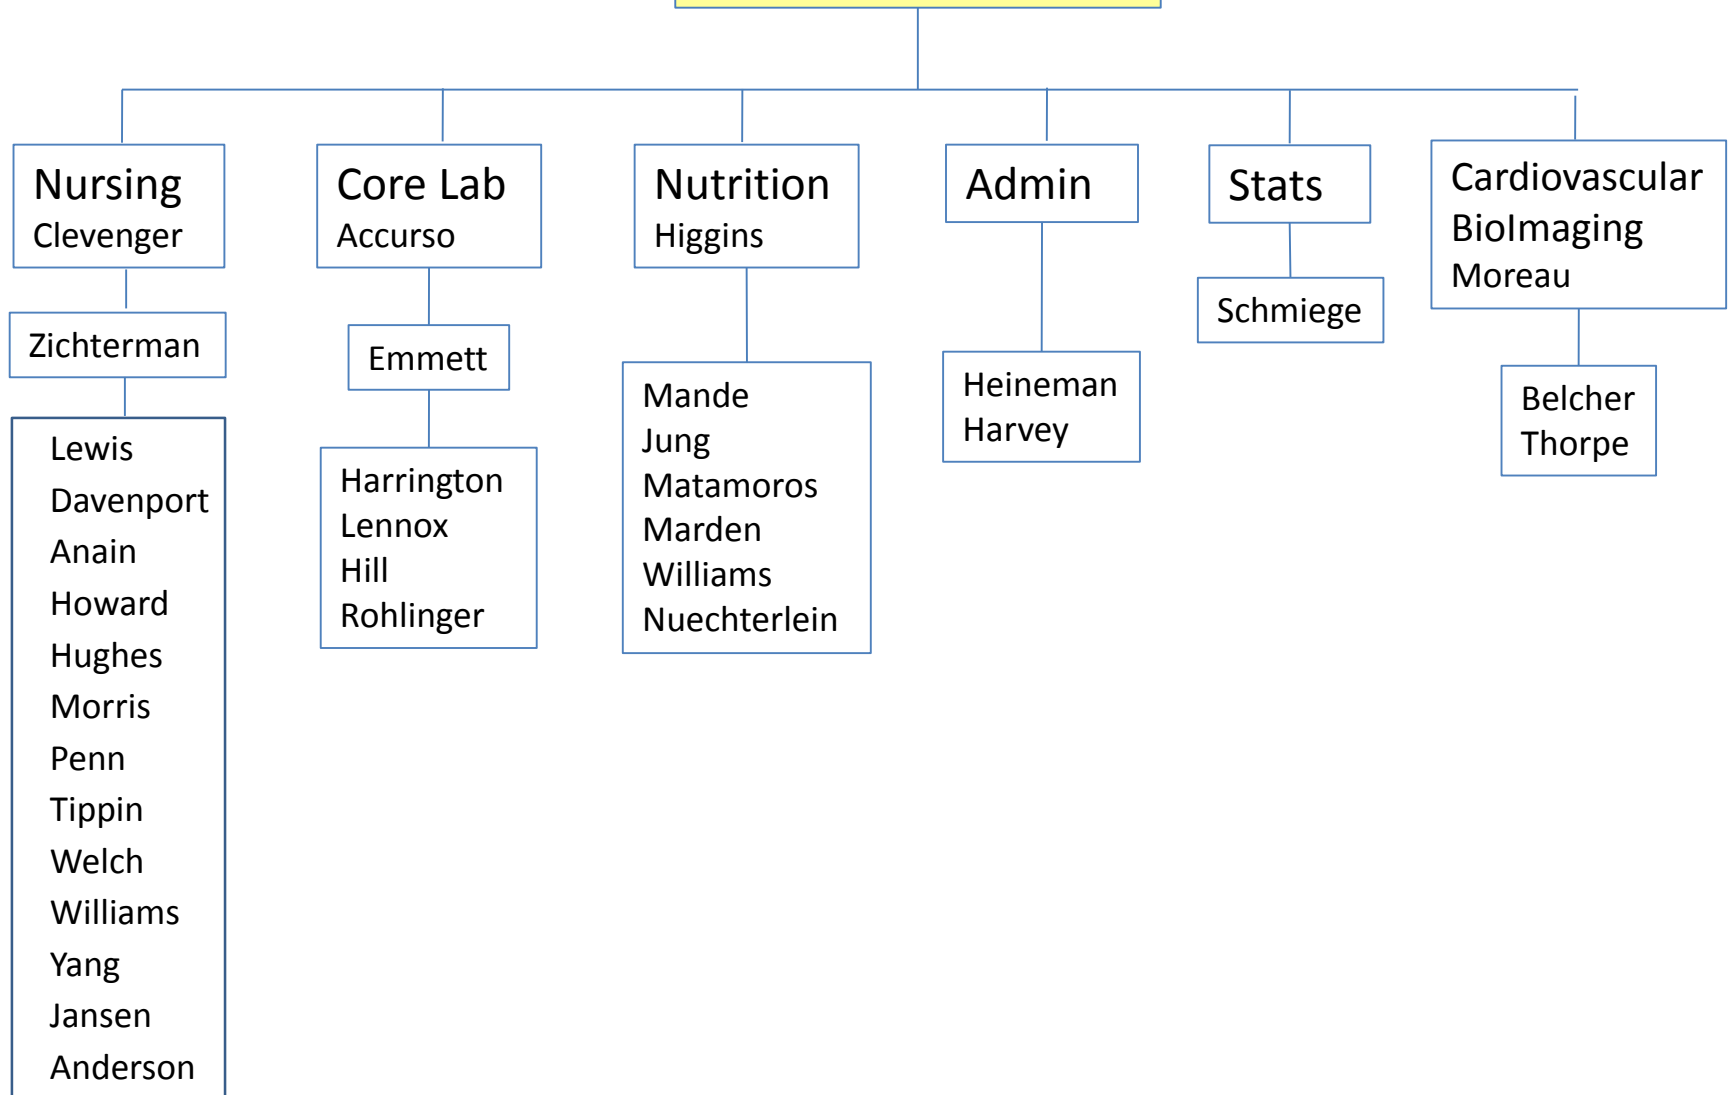 Nursing
Clevenger
Zichterman
Lewis
Davenport
Anain
Howard
Hughes
Morris
Penn
Tippin
Welch
Williams
Yang
Jansen
Anderson
Core Lab
Accurso
Emmett
Harrington
Lennox
Hill
Rohlinger
Nutrition
Higgins
Mande
Jung
Matamoros
Marden
Williams
Nuechterlein
Admin
Heineman
Harvey
Stats
Schmiege
Cardiovascular
BioImaging
Moreau
Belcher
Thorpe